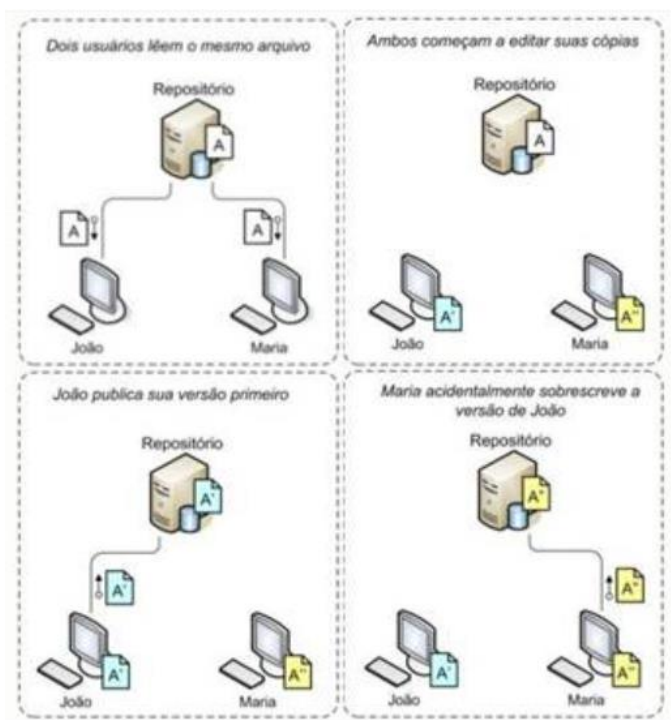 Dois usuários lêem o mesmo arquivo
Repositório
A
A
A
João
Maria
Ambos começam a editar suas cópias
Repositório
A
A'
A''
João
Maria
João publica sua versão primeiro
Repositório
A'
A'
A'
A''
João
Maria
Maria acidentalmente sobrescreve a
versão de João
Repositório
A''
A''
A'
A''
João
Maria